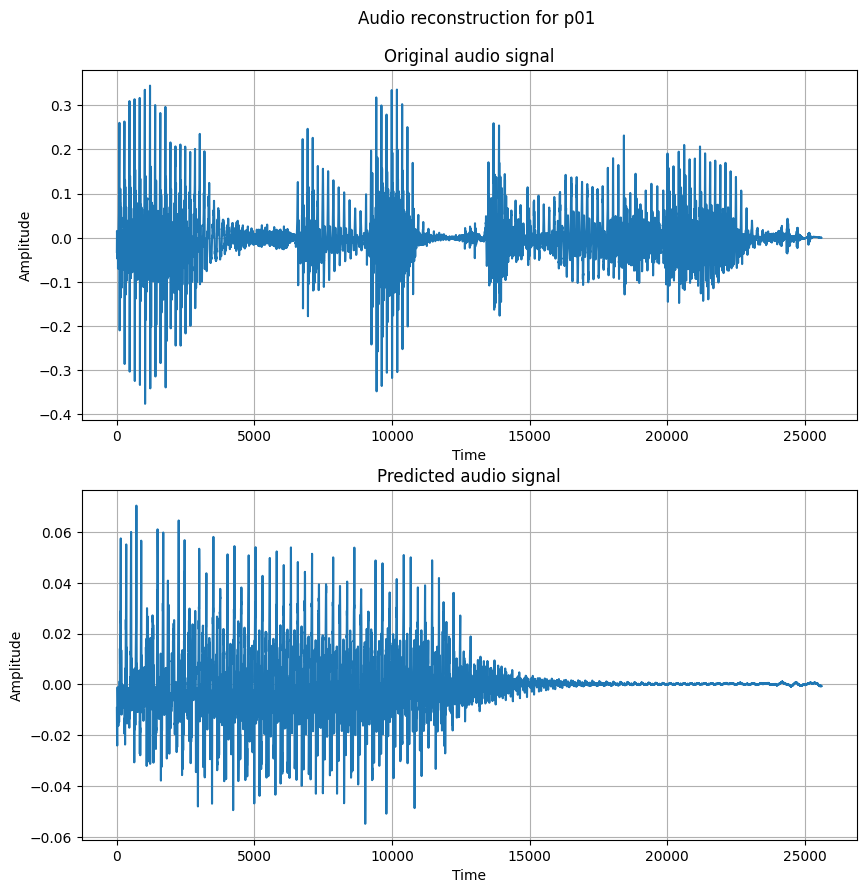 Audio reconstruction for p01
Original audio signal
Amplitude
0.3
0.2
0.1
0.0
−0.1
−0.2
−0.3
−0.4
0 5000 10000 15000 20000 25000
Time
Predicted audio signal
Amplitude
0.06
0.04
0.02
0.00
−0.02
−0.04
−0.06
0 5000 10000 15000 20000 25000
Time